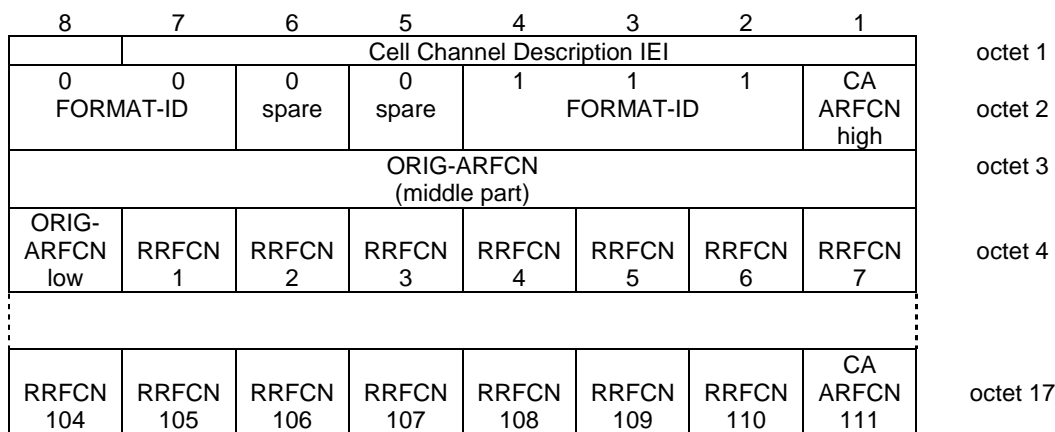 8 7 6 5 4 3 2 1
Cell Channel Description IEI octet 1
0 0 0 0 1 1 1 CA
FORMAT-ID spare spare FORMAT-ID ARFCN octet 2
high
ORIG-ARFCN octet 3
(middle part)
ORIG-
ARFCN RRFCN RRFCN RRFCN RRFCN RRFCN RRFCN RRFCN octet 4
low 1 2 3 4 5 6 7
CA
RRFCN RRFCN RRFCN RRFCN RRFCN RRFCN RRFCN ARFCN octet 17
104 105 106 107 108 109 110 111